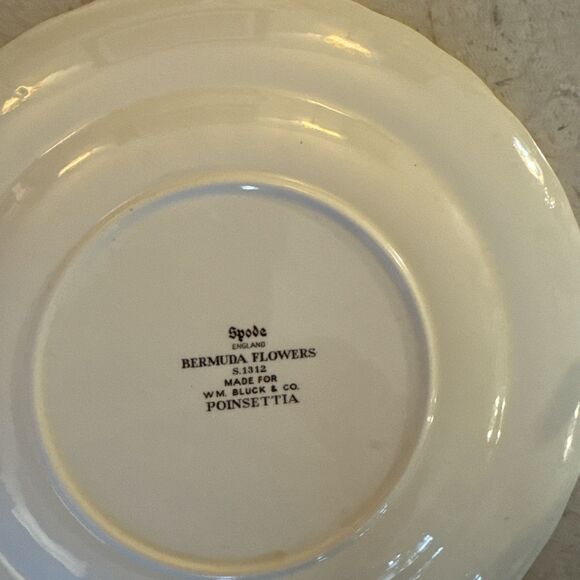 Spode
ENGLAND
BERMUDA FLOWERS
S.1312
MADE FOR
WM. BLUCK & CO.
POINSETTIA